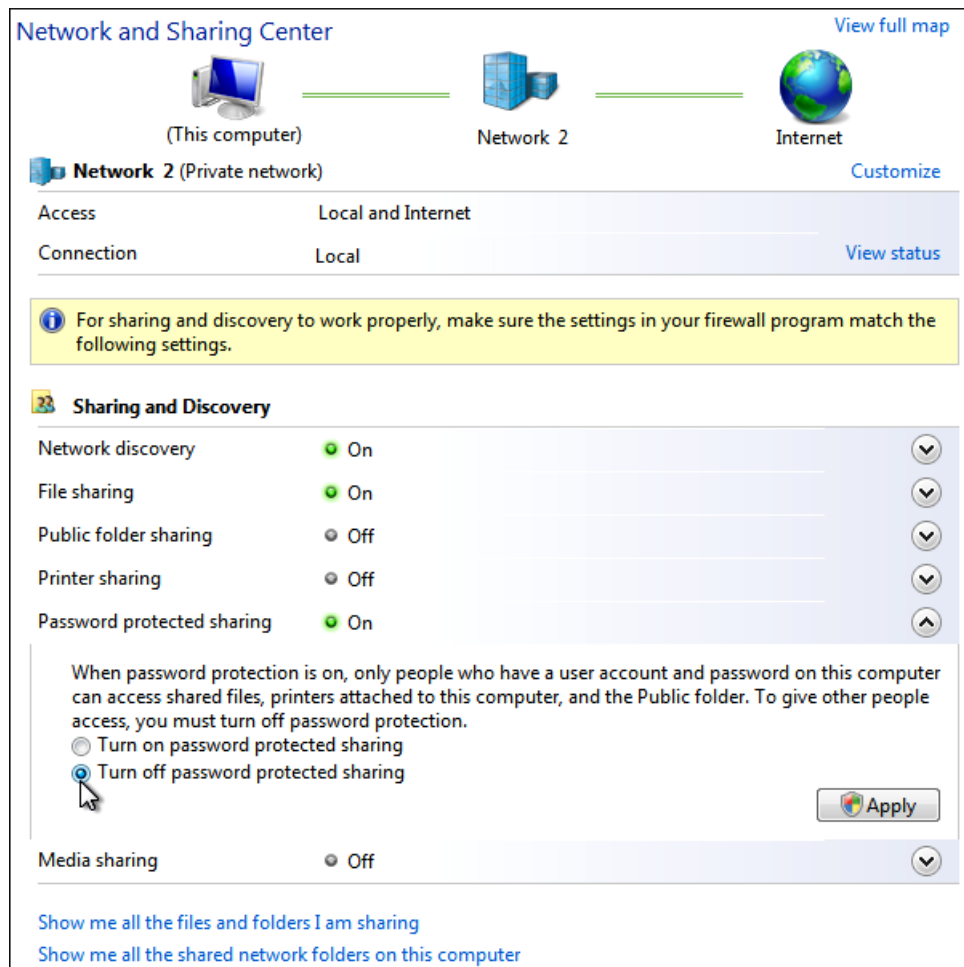 Network and Sharing Center
View full map
(This computer)
Network 2
Internet
Network 2 (Private network)
Customize
Access
Local and Internet
Connection
Local
View status
For sharing and discovery to work properly, make sure the settings in your firewall program match the
following settings.
Sharing and Discovery
Network discovery
On
File sharing
On
Public folder sharing
Off
Printer sharing
Off
Password protected sharing
On
When password protection is on, only people who have a user account and password on this computer
can access shared files, printers attached to this computer, and the Public folder. To give other people
access, you must turn off password protection.
Turn on password protected sharing
Turn off password protected sharing
Apply
Media sharing
Off
Show me all the files and folders I am sharing
Show me all the shared network folders on this computer